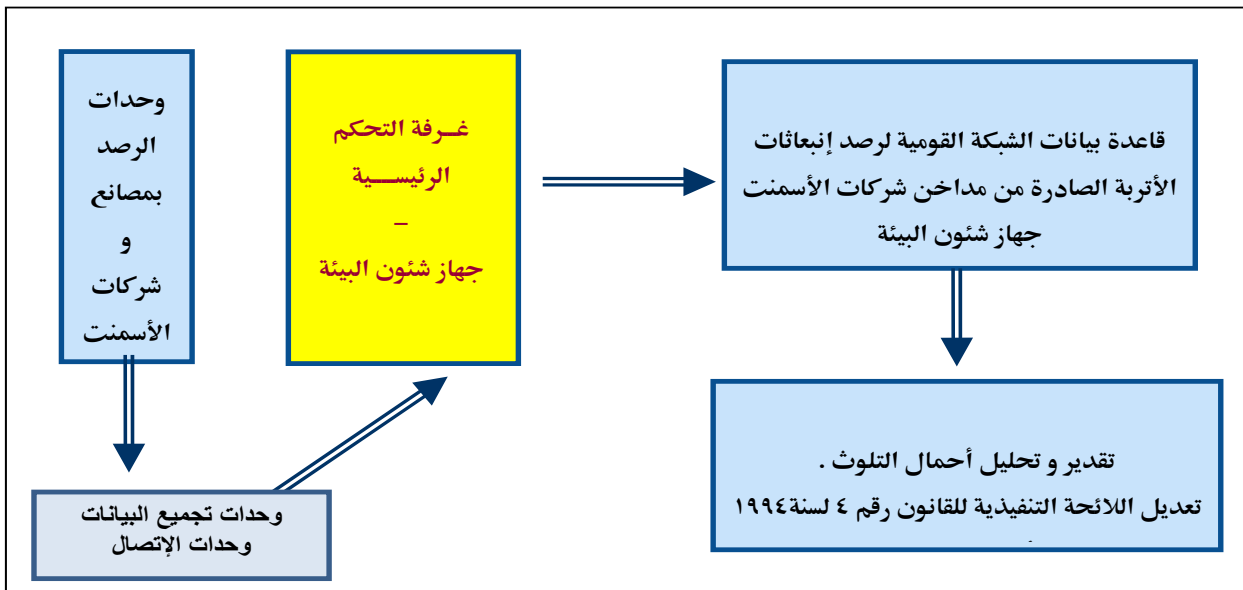 وحدات
الرصد
بمصانع
و
شركات
الأسمنت
وحدات تجميع البيانات
وحدات الإتصال
غــرفة التحكم
الرئيســـية
–
جهاز شئون البيئة
قاعدة بيانات الشبكة القومية لرصد إنبعاثات
الأتربة الصادرة من مداخن شركات الأسمنت
جهاز شئون البيئة
تقدير و تحليل أحمال التلوث .
تعديل اللائحة التنفيذية للقانون رقم ٤ لسنة١٩٩٤